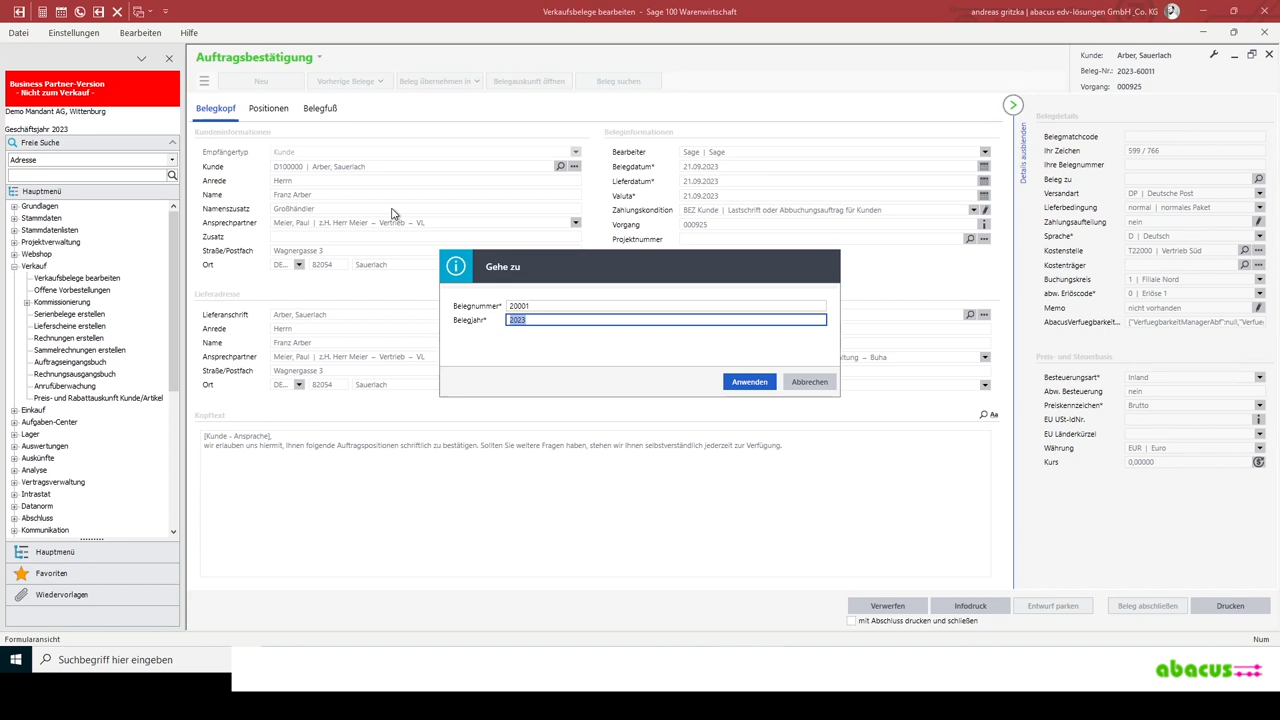 Verkaufsbelege bearbeiten - Sage 100 Warenwirtschaft
andreas gritzka | abacus edv-lösungen GmbH _Co. KG
Datei Einstellungen Bearbeiten Hilfe
Business Partner-Version
- Nicht zum Verkauf -
Demo Mandant AG, Wittenburg
Geschäftsjahr 2023
Freie Suche
Adresse
Hauptmenü
Grundlagen
Stammdaten
Stammdatenlisten
Projektverwaltung
Webshop
Verkauf
Verkaufsbelege bearbeiten
Offene Vorbestellungen
Kommissionierung
Serienbelege erstellen
Lieferscheine erstellen
Rechnungen erstellen
Sammelrechnungen erstellen
Auftragseingangsbuch
Rechnungsausgangsbuch
Anrufüberwachung
Preis- und Rabattauskunft Kunde/Artikel
Einkauf
Aufgaben-Center
Lager
Auswertungen
Auskünfte
Analyse
Vertragsverwaltung
Intrastat
Datanorm
Abschluss
Kommunikation
Hauptmenü
Favoriten
Wiedervorlagen
Formularansicht
Suchbegriff hier eingeben
Auftragsbestätigung
Neu Vorherige Belege Beleg übernehmen in Belegauskunft öffnen Beleg suchen
Belegkopf Positionen Belegfuß
Kundeninformationen
Empfängertyp Kunde
Kunde D100000 | Arber, Sauerlach
Anrede Herrn
Name Franz Arber
Namenszusatz Großhändler
Ansprechpartner Meier, Paul | z.H. Herr Meier – Vertrieb – VL
Zusatz
Straße/Postfach Wagnergasse 3
Ort DE... 82054 Sauerlach
Lieferadresse
Lieferanschrift Arber, Sauerlach
Anrede Herrn
Name Franz Arber
Ansprechpartner Meier, Paul | z.H. Herr Meier – Vertrieb – VL
Straße/Postfach Wagnergasse 3
Ort DE... 82054 Sauerlach
Kopftext
Aa
[Kunde - Ansprache],
wir erlauben uns hiermit, Ihnen folgende Auftragspositionen schriftlich zu bestätigen. Sollten Sie weitere Fragen haben, stehen wir Ihnen selbstverständlich jederzeit zur Verfügung.
Beleginformationen
Bearbeiter Sage | Sage
Belegdatum* 21.09.2023
Lieferdatum* 21.09.2023
Valuta* 21.09.2023
Zahlungskondition BEZ Kunde | Lastschrift oder Abbuchungsauftrag für Kunden
Vorgang 000925
Projektnummer
ltung – Buha
Gehe zu
Belegnummer* 20001
Belegjahr* 2023
Anwenden Abbrechen
Kunde: Arber, Sauerlach
Beleg-Nr.: 2023-60011
Vorgang: 000925
Details ausblenden
Belegdetails
Belegmatchcode
Ihr Zeichen 599 / 766
Ihre Belegnummer
Beleg zu
Versandart DP | Deutsche Post
Lieferbedingung normal | normales Paket
Zahlungsaufteilung nein
Sprache* D | Deutsch
Kostenstelle T22000 | Vertrieb Süd
Kostenträger
Buchungskreis 1 | Filiale Nord
abw. Erlöscode* 0 | Erlöse 1
Memo nicht vorhanden
AbacusVerfuegbarkeit... {"VerfuegbarkeitManagerAbf":null,"Verfueg
Preis- und Steuerbasis
Besteuerungsart* Inland
Abw. Besteuerung nein
Preiskennzeichen* Brutto
EU USt-IdNr.
EU Länderkürzel
Währung EUR | Euro
Kurs 0,00000
Verwerfen Infodruck Entwurf parken Beleg abschließen Drucken
mit Abschluss drucken und schließen
Num
abacus